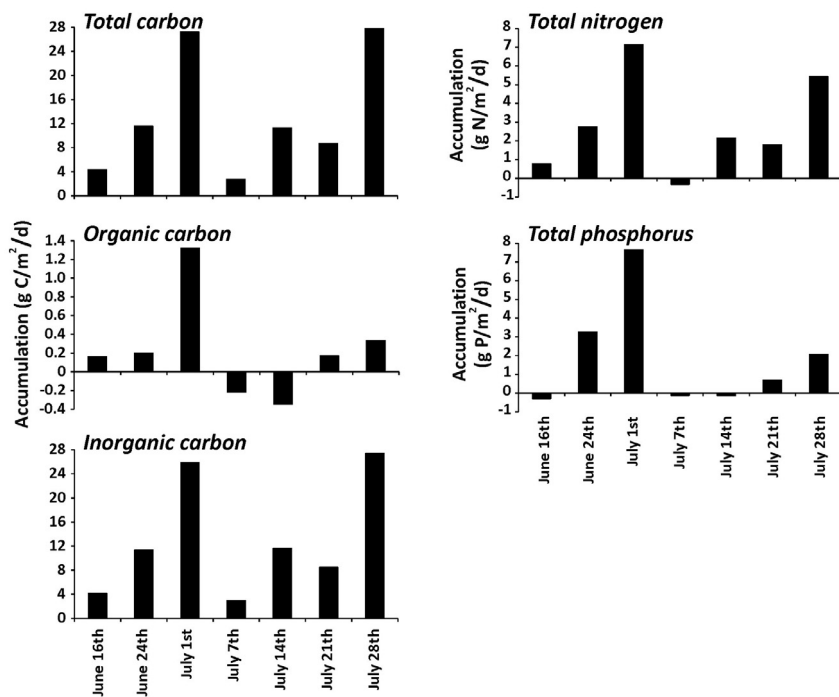 Total carbon
28
24
20
16
12
8
4
0
Organic carbon
1.4
1.2
1.0
0.8
0.6
0.4
0.2
0
-0.2
-0.4
Accumulation (g C/m²/d)
Inorganic carbon
28
24
20
16
12
8
4
0
June 16th
June 24th
July 1st
July 7th
July 14th
July 21th
July 28th
Total nitrogen
Accumulation
(g N/m²/d)
8
7
6
5
4
3
2
1
0
-1
Total phosphorus
Accumulation
(g P/m²/d)
8
7
6
5
4
3
2
1
0
-1
June 16th
June 24th
July 1st
July 7th
July 14th
July 21th
July 28th